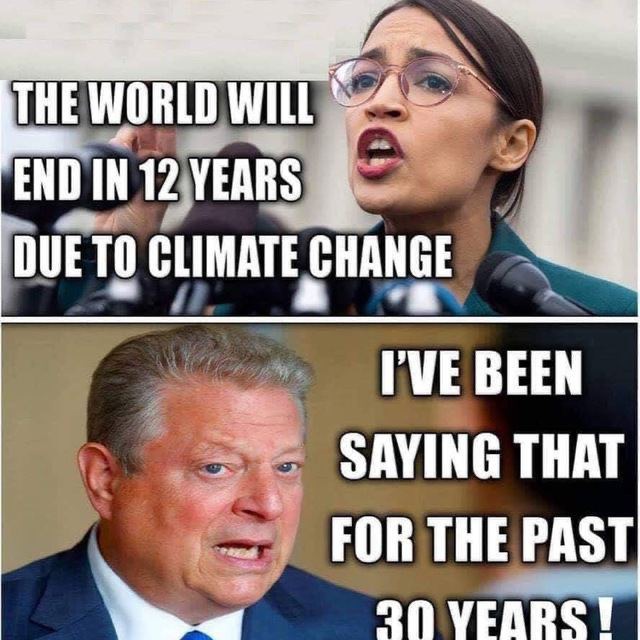 THE WORLD WILL
END IN 12 YEARS
DUE TO CLIMATE CHANGE
I'VE BEEN
SAYING THAT
FOR THE PAST
30 YEARS!